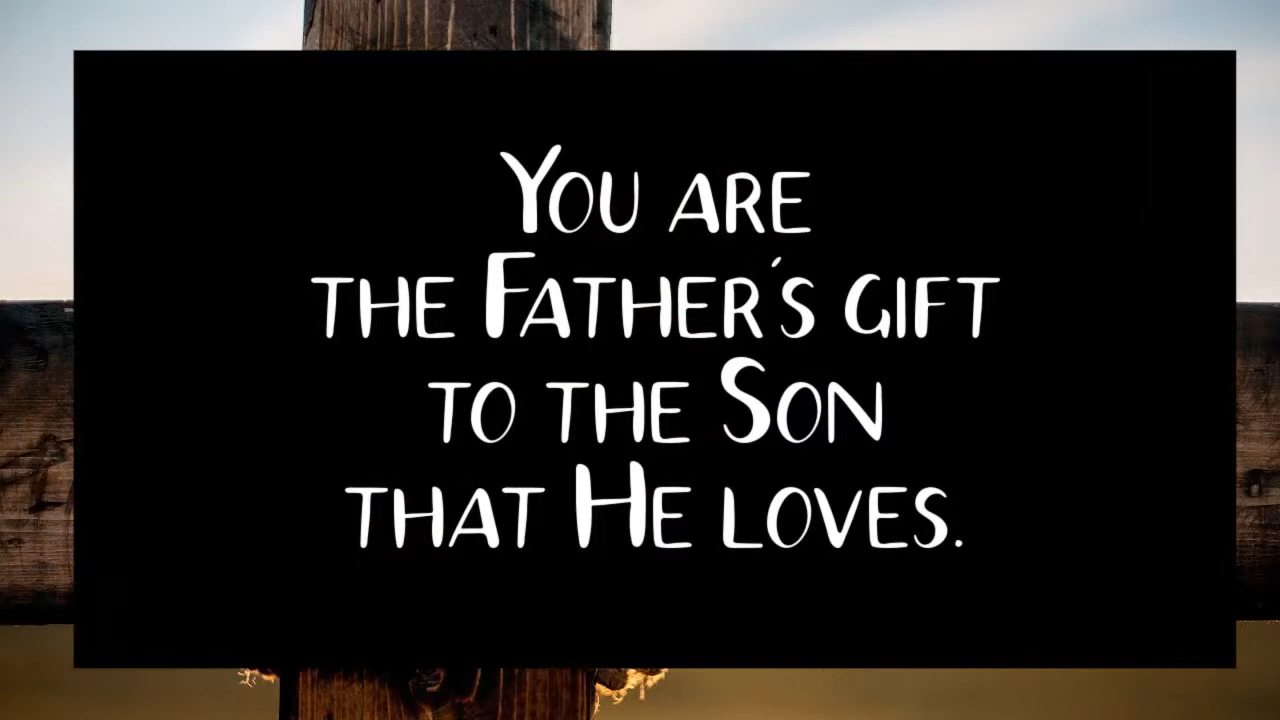 You are
the Father's gift
to the Son
that He loves.